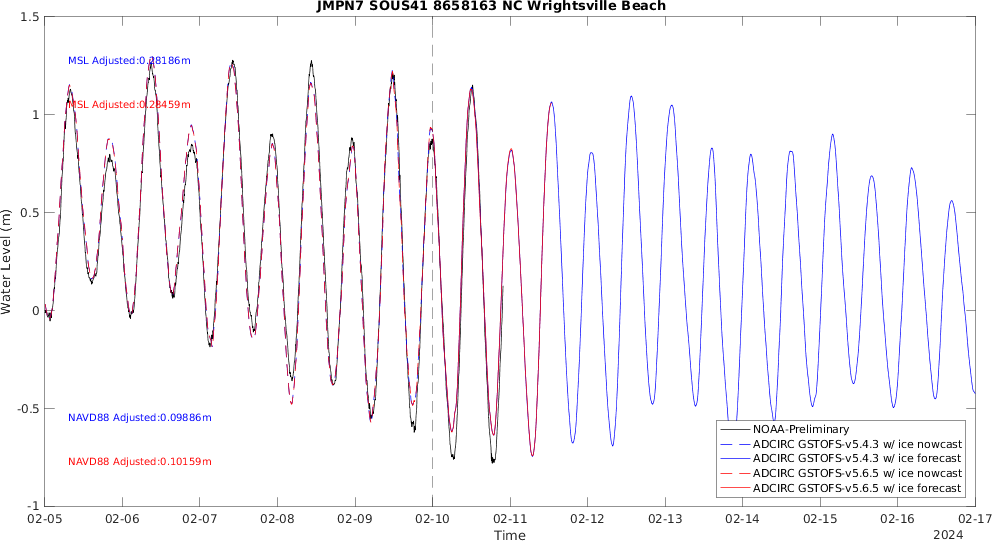 JMPN7 SOUS41 8658163 NC Wrightsville Beach
1.5
1
0.5
0
-0.5
-1
Water Level (m)
MSL Adjusted:0.28186m
MSL Adjusted:0.28459m
NAVD88 Adjusted:0.09886m
NAVD88 Adjusted:0.10159m
NOAA-Preliminary
ADCIRC GSTOFS-v5.4.3 w/ ice nowcast
ADCIRC GSTOFS-v5.4.3 w/ ice forecast
ADCIRC GSTOFS-v5.6.5 w/ ice nowcast
ADCIRC GSTOFS-v5.6.5 w/ ice forecast
02-05 02-06 02-07 02-08 02-09 02-10 02-11 02-12 02-13 02-14 02-15 02-16 02-17
Time
2024